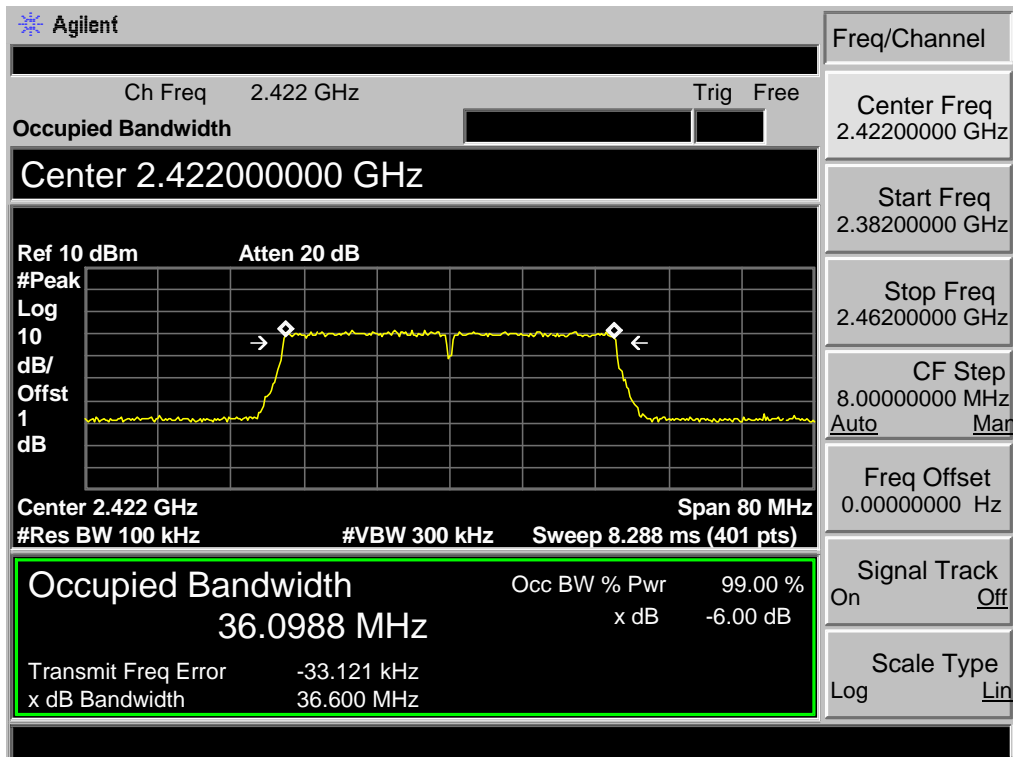 Agilent
Freq/Channel
Ch Freq 2.422 GHz Trig Free
Occupied Bandwidth
Center 2.422000000 GHz
Ref 10 dBm Atten 20 dB
#Peak
Log
10
dB/
Offst
1
dB
Center 2.422 GHz Span 80 MHz
#Res BW 100 kHz #VBW 300 kHz Sweep 8.288 ms (401 pts)
Occupied Bandwidth
36.0988 MHz
Occ BW % Pwr 99.00 %
x dB -6.00 dB
Transmit Freq Error -33.121 kHz
x dB Bandwidth 36.600 MHz
Center Freq
2.42200000 GHz
Start Freq
2.38200000 GHz
Stop Freq
2.46200000 GHz
CF Step
8.00000000 MHz
Auto Man
Freq Offset
0.00000000 Hz
Signal Track
On Off
Scale Type
Log Lin